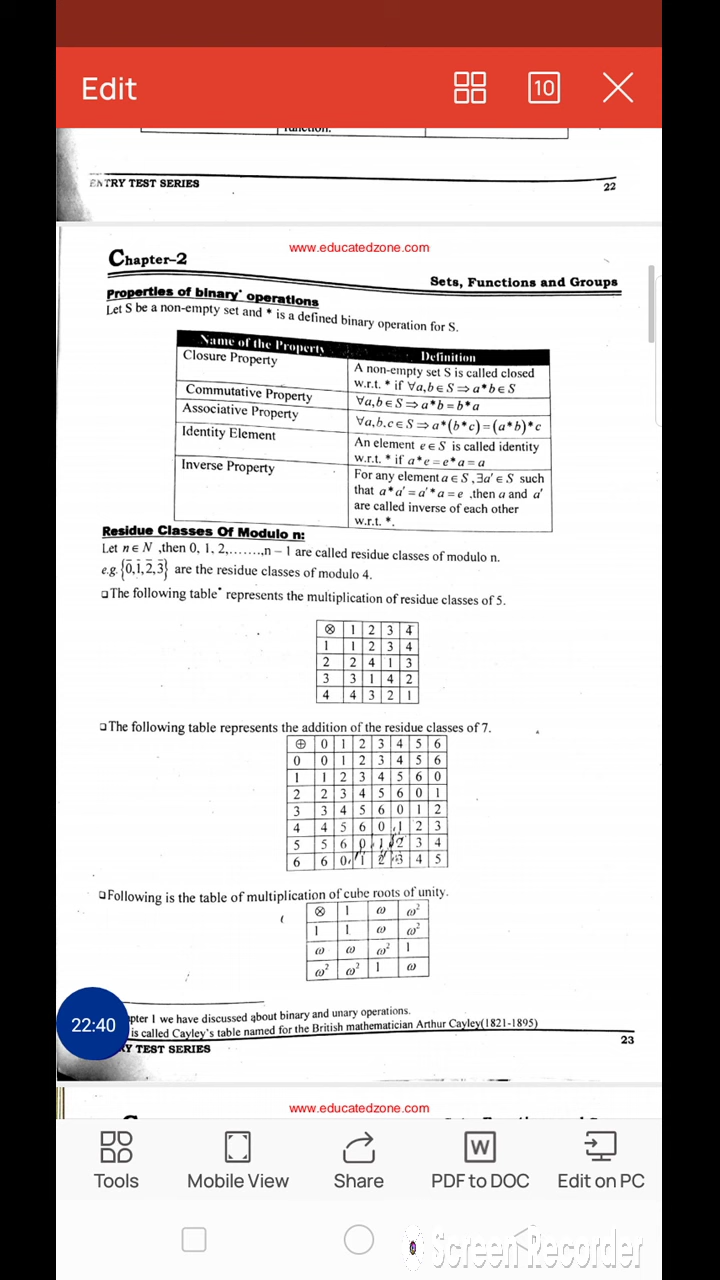 Edit
10
function.
ENTRY TEST SERIES
22
www.educatedzone.com
Chapter–2
Sets, Functions and Groups
Properties of binary* operations
Let S be a non-empty set and * is a defined binary operation for S.
Name of the Property Definition
Closure Property A non-empty set S is called closed
w.r.t. * if ∀a,b∈S⇒a*b∈S
Commutative Property ∀a,b∈S⇒a*b=b*a
Associative Property ∀a,b.c∈S⇒a*(b*c)=(a*b)*c
Identity Element An element e∈S is called identity
w.r.t. * if a*e=e*a=a
Inverse Property For any element a∈S,∃a'∈S such
that a*a'=a'*a=e ,then a and a'
are called inverse of each other
w.r.t. *.
Residue Classes Of Modulo n:
Let n∈N ,then 0, 1, 2,…….,n – 1 are called residue classes of modulo n.
e.g. {0̄,1̄,2̄,3̄} are the residue classes of modulo 4.
❑The following table* represents the multiplication of residue classes of 5.
⊗ 1 2 3 4
1 1 2 3 4
2 2 4 1 3
3 3 1 4 2
4 4 3 2 1
❑The following table represents the addition of the residue classes of 7.
⊕ 0 1 2 3 4 5 6
0 0 1 2 3 4 5 6
1 1 2 3 4 5 6 0
2 2 3 4 5 6 0 1
3 3 4 5 6 0 1 2
4 4 5 6 0 1 2 3
5 5 6 0 1 2 3 4
6 6 0 1 2 3 4 5
❑Following is the table of multiplication of cube roots of unity.
⊗ 1 ω ω²
1 1 ω ω²
ω ω ω² 1
ω² ω² 1 ω
22:40
pter 1 we have discussed about binary and unary operations.
is called Cayley's table named for the British mathematician Arthur Cayley(1821-1895)
Y TEST SERIES
23
www.educatedzone.com
Tools
Mobile View
Share
PDF to DOC
Edit on PC
W
Screen Recorder